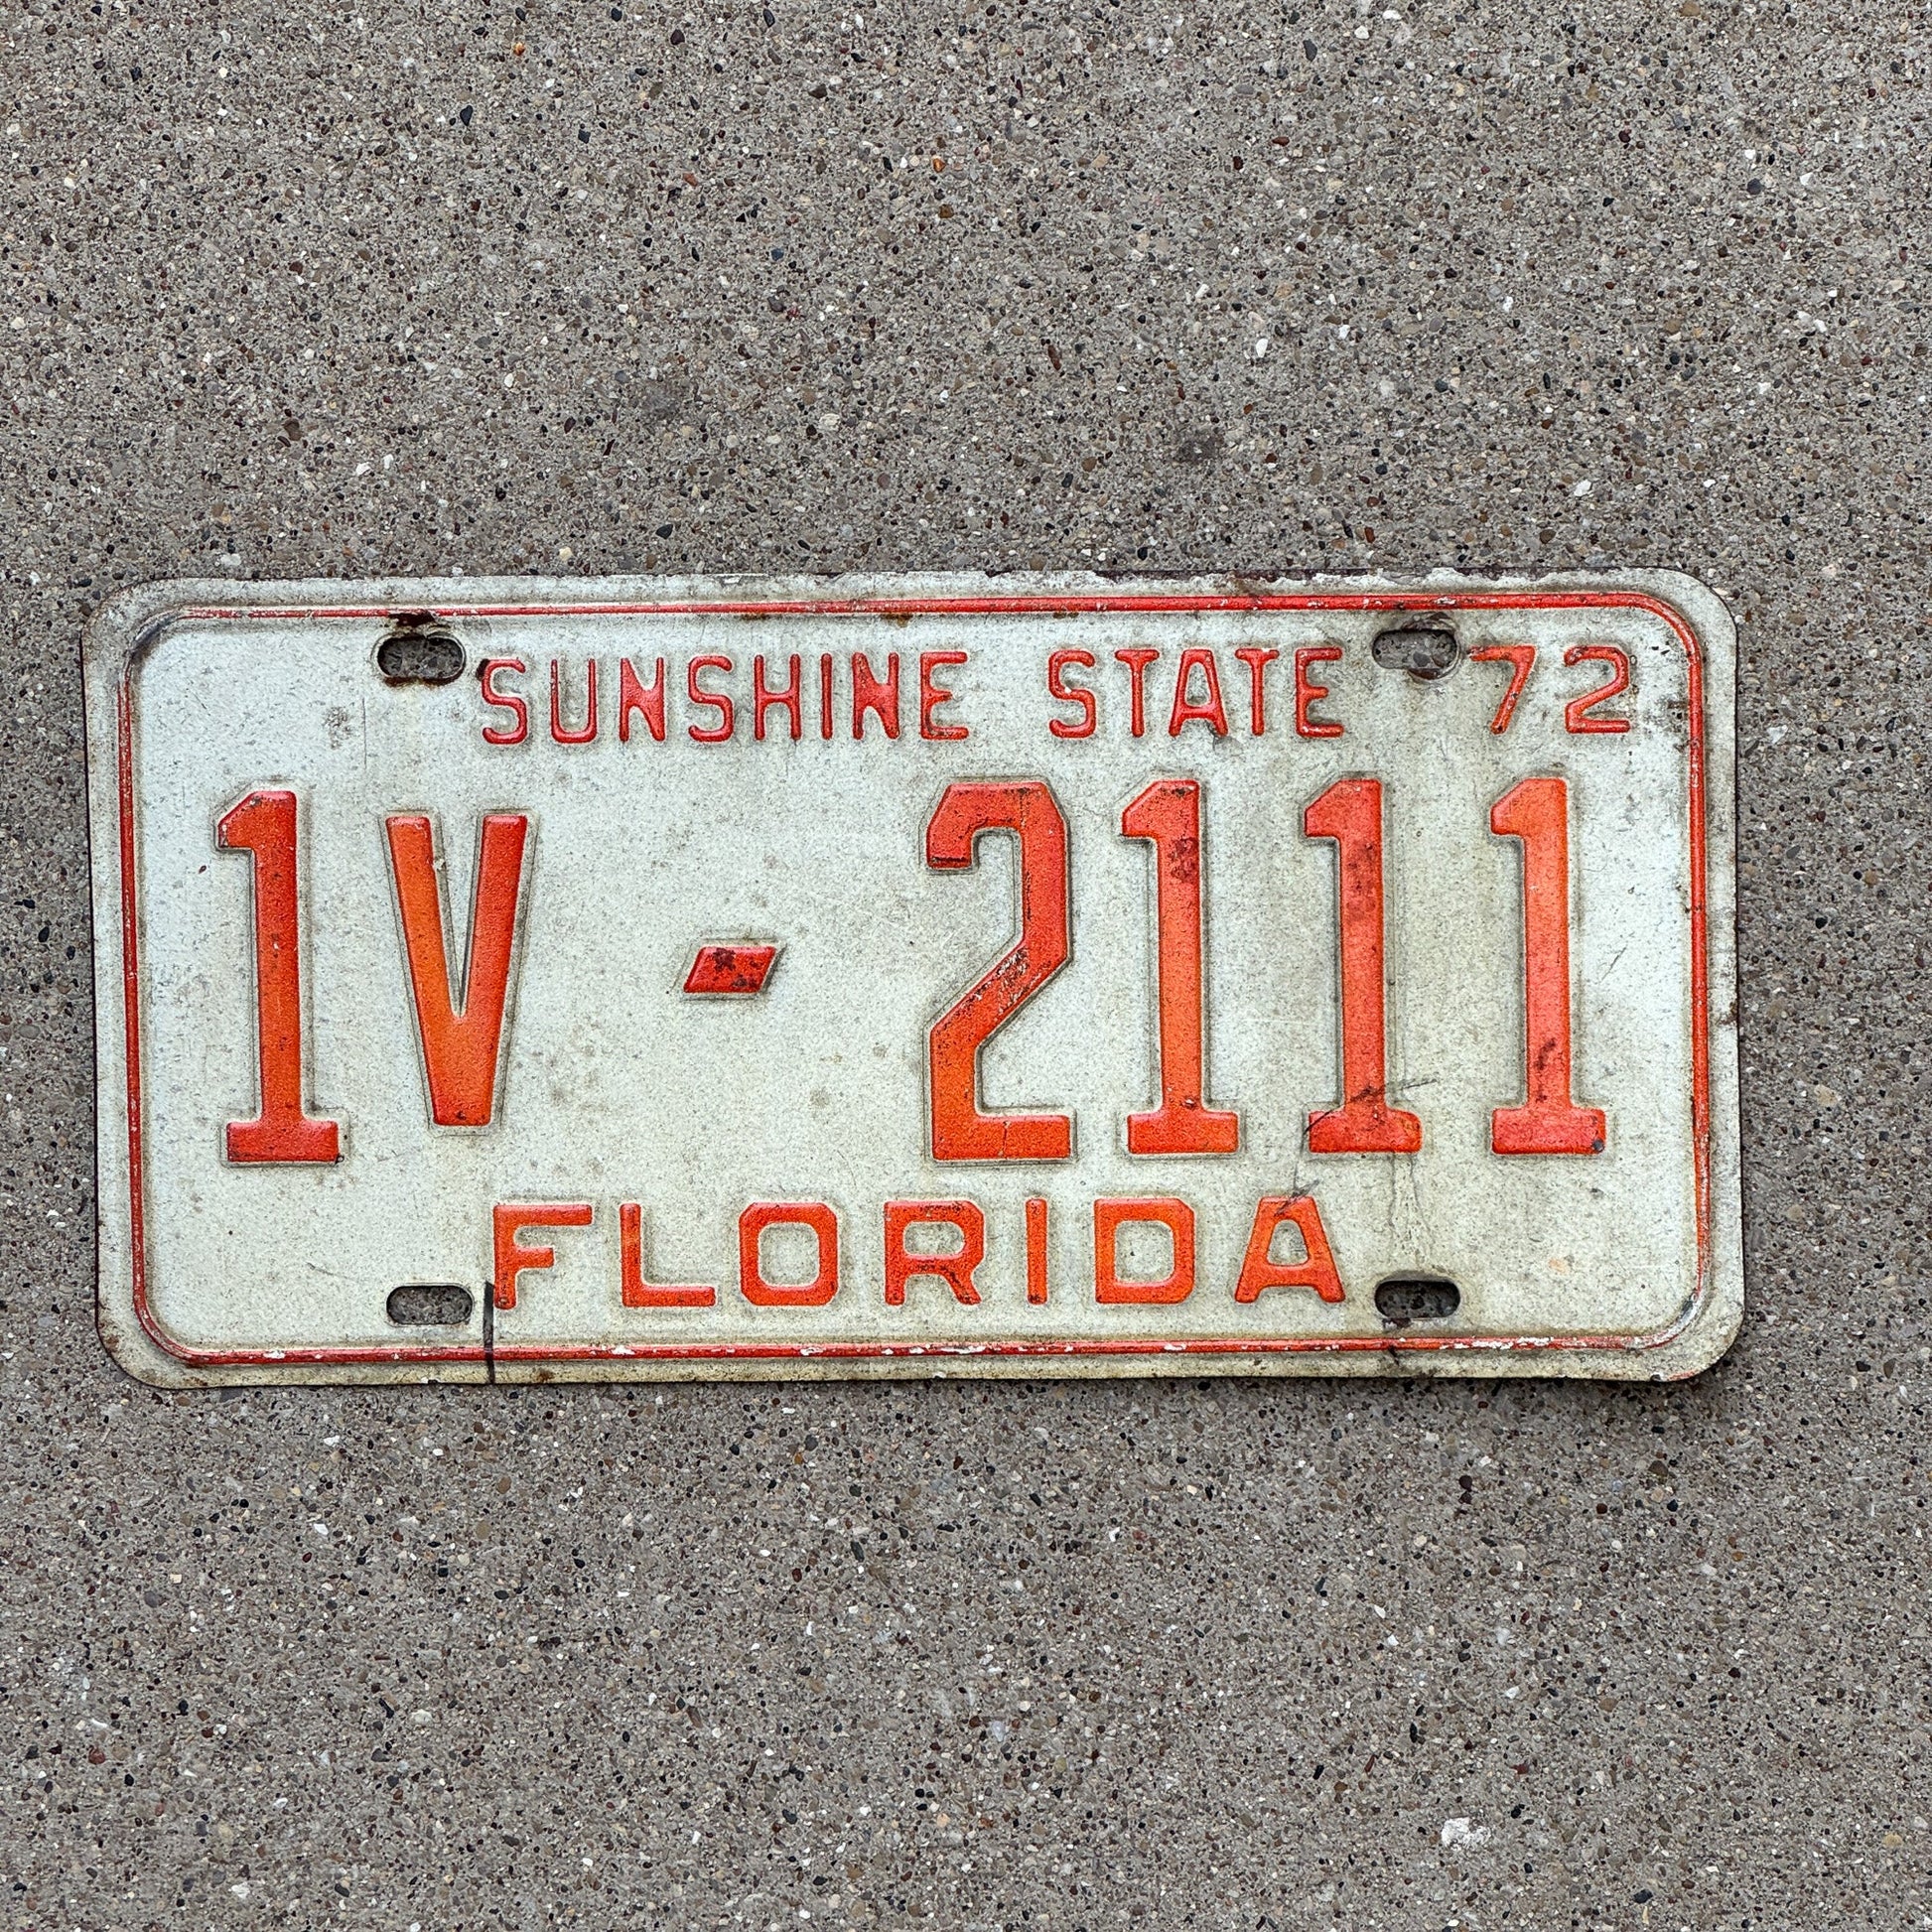 SUNSHINE STATE 72
1V-2111
FLORIDA